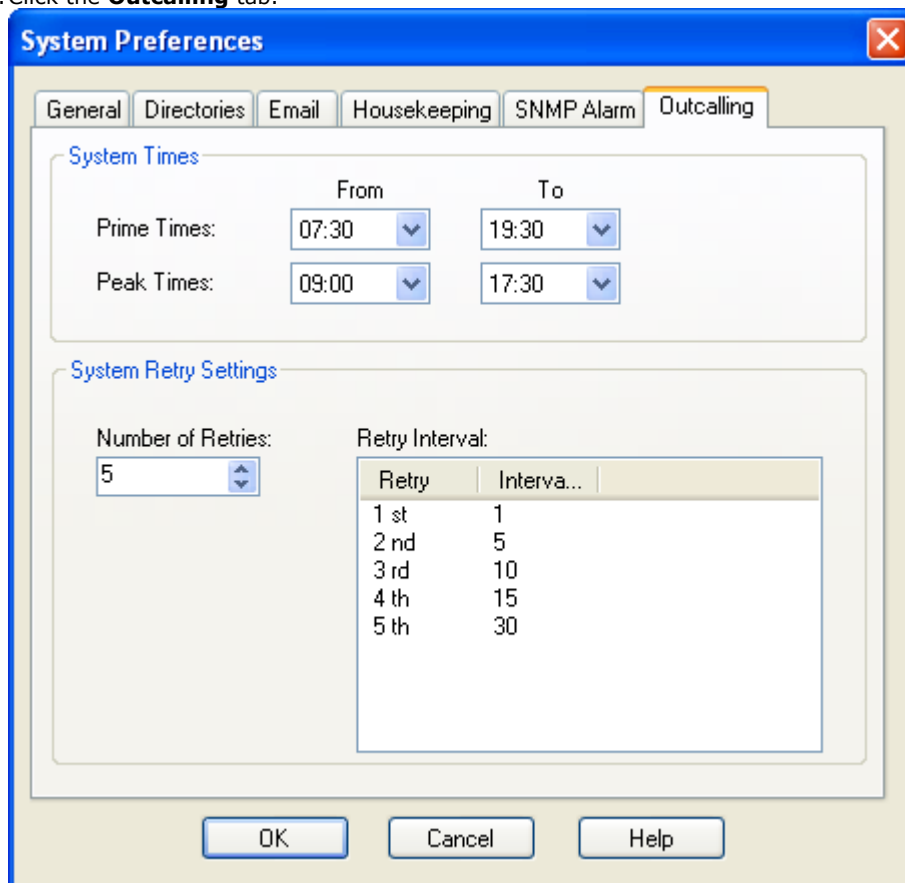 . Click the Outcalling tab.
System Preferences
General Directories Email Housekeeping SNMP Alarm Outcalling
System Times
From To
Prime Times: 07:30 19:30
Peak Times: 09:00 17:30
System Retry Settings
Number of Retries: Retry Interval:
5
Retry Interva...
1 st 1
2 nd 5
3 rd 10
4 th 15
5 th 30
OK Cancel Help